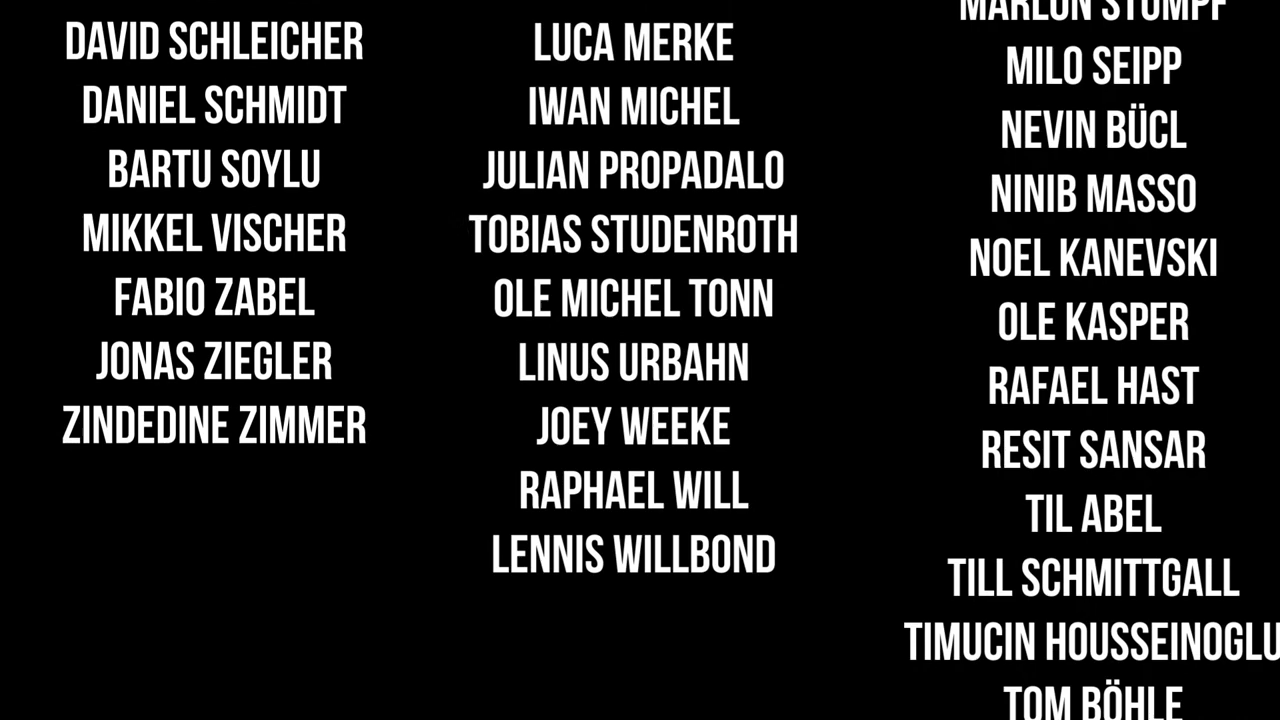 DAVID SCHLEICHER
DANIEL SCHMIDT
BARTU SOYLU
MIKKEL VISCHER
FABIO ZABEL
JONAS ZIEGLER
ZINDEDINE ZIMMER
LUCA MERKE
IWAN MICHEL
JULIAN PROPADALO
TOBIAS STUDENROTH
OLE MICHEL TONN
LINUS URBAHN
JOEY WEEKE
RAPHAEL WILL
LENNIS WILLBOND
MARLON STUMPF
MILO SEIPP
NEVIN BÜCL
NINIB MASSO
NOEL KANEVSKI
OLE KASPER
RAFAEL HAST
RESIT SANSAR
TIL ABEL
TILL SCHMITTGALL
TIMUCIN HOUSSEINOGLU
TOM BÖHLE